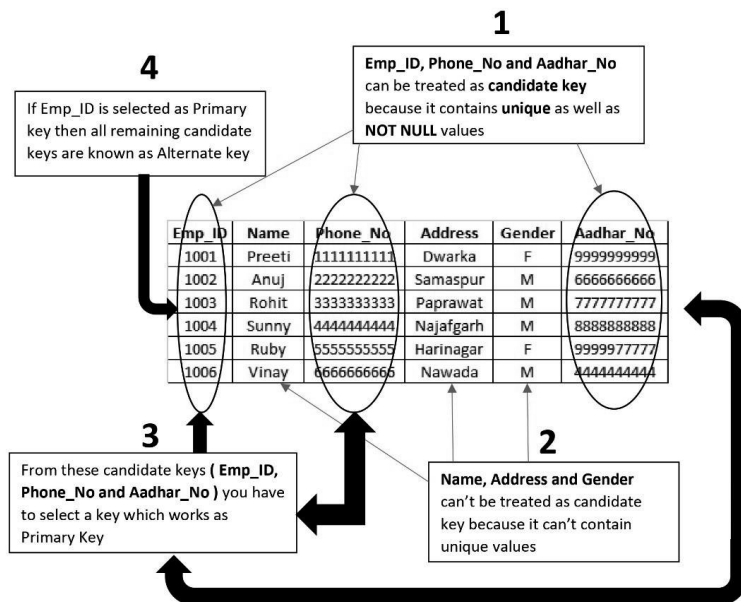 1
Emp_ID, Phone_No and Aadhar_No
can be treated as candidate key
because it contains unique as well as
NOT NULL values
4
If Emp_ID is selected as Primary
key then all remaining candidate
keys are known as Alternate key
Emp_ID Name Phone_No Address Gender Aadhar_No
1001 Preeti 1111111111 Dwarka F 9999999999
1002 Anuj 2222222222 Samaspur M 6666666666
1003 Rohit 3333333333 Paprawat M 7777777777
1004 Sunny 4444444444 Najafgarh M 8888888888
1005 Ruby 5555555555 Harinagar F 9999977777
1006 Vinay 6666666666 Nawada M 4444444444
3
From these candidate keys ( Emp_ID,
Phone_No and Aadhar_No ) you have
to select a key which works as
Primary Key
2
Name, Address and Gender
can’t be treated as candidate
key because it can’t contain
unique values